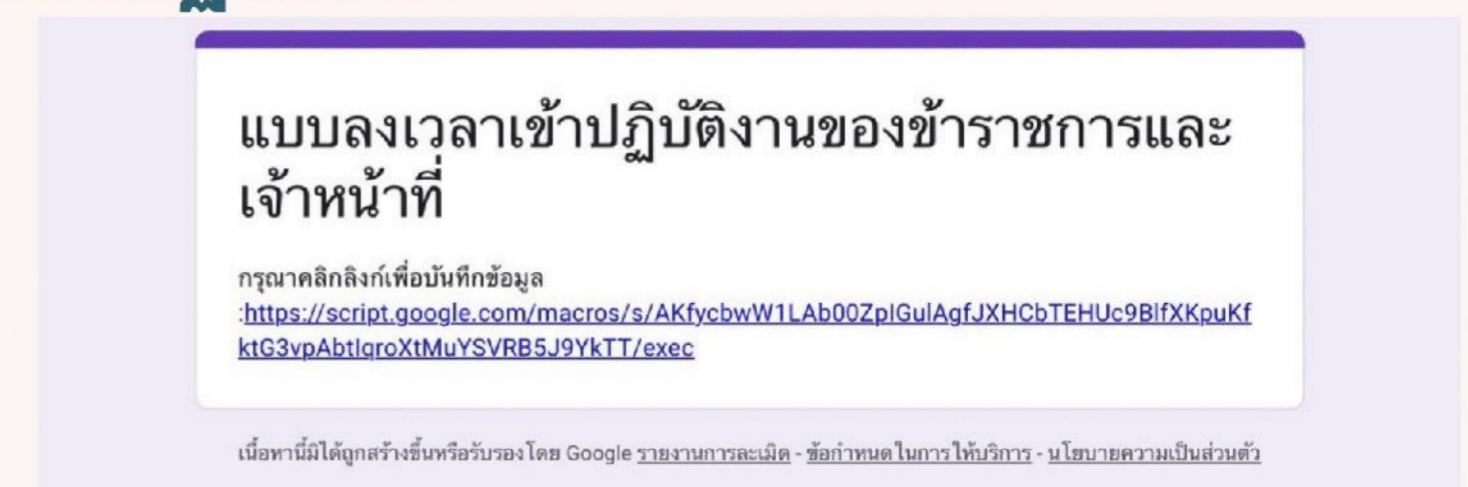 แบบลงเวลาเข้าปฏิบัติงานของข้าราชการและ
เจ้าหน้าที่
กรุณาคลิกลิงก์เพื่อบันทึกข้อมูล
:https://script.google.com/macros/s/AKfycbwW1LAb00ZpIGulAgfJXHCbTEHUc9BlfXKpuKf
ktG3vpAbtIqroXtMuYSVRB5J9YkTT/exec
เนื้อหานี้มิได้ถูกสร้างขึ้นหรือรับรองโดย Google รายงานการละเมิด - ข้อกำหนดในการให้บริการ - นโยบายความเป็นส่วนตัว